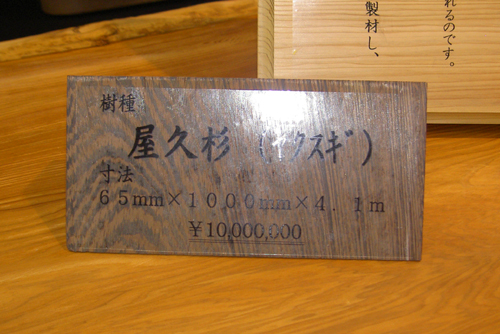 樹種
屋久杉（ヤクスギ）
寸法
６５mm×１０００mm×４．１m
￥10,000,000
れるのです。
製材し、